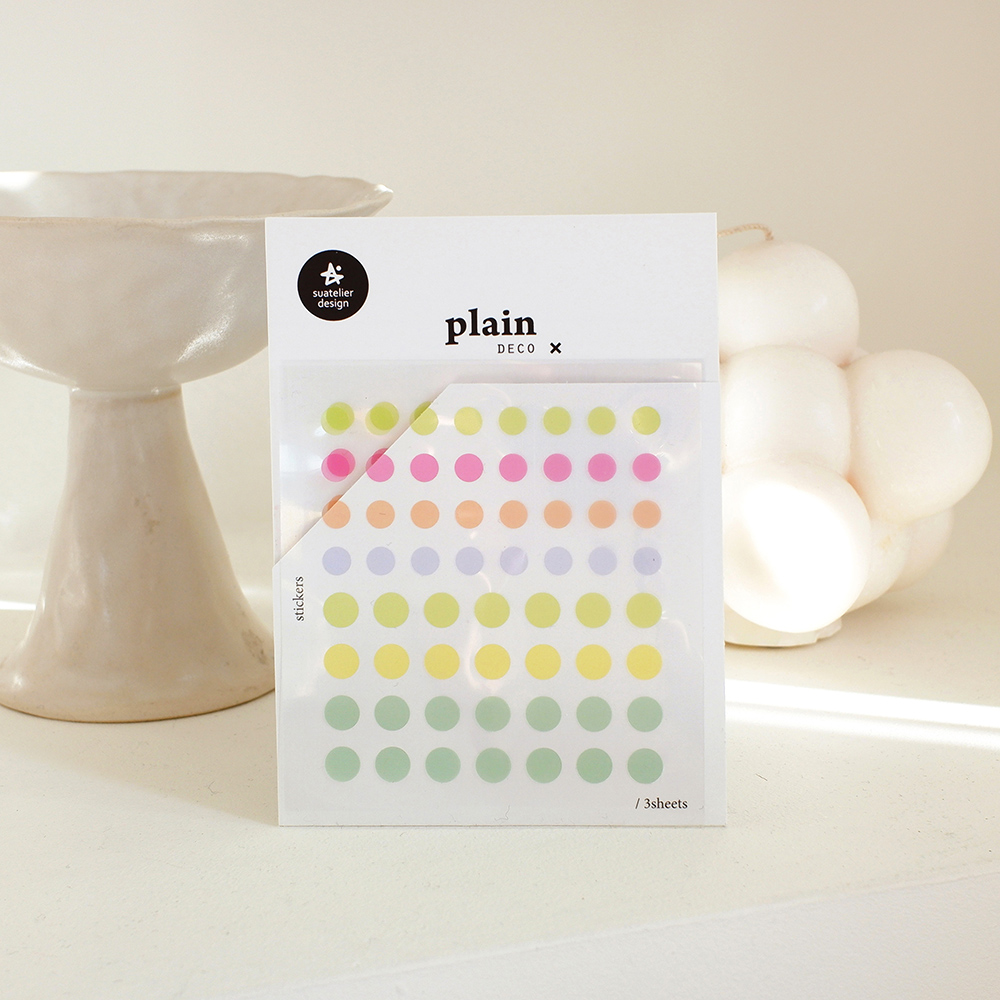 suatelier
design
plain
DECO ×
stickers
/ 3sheets